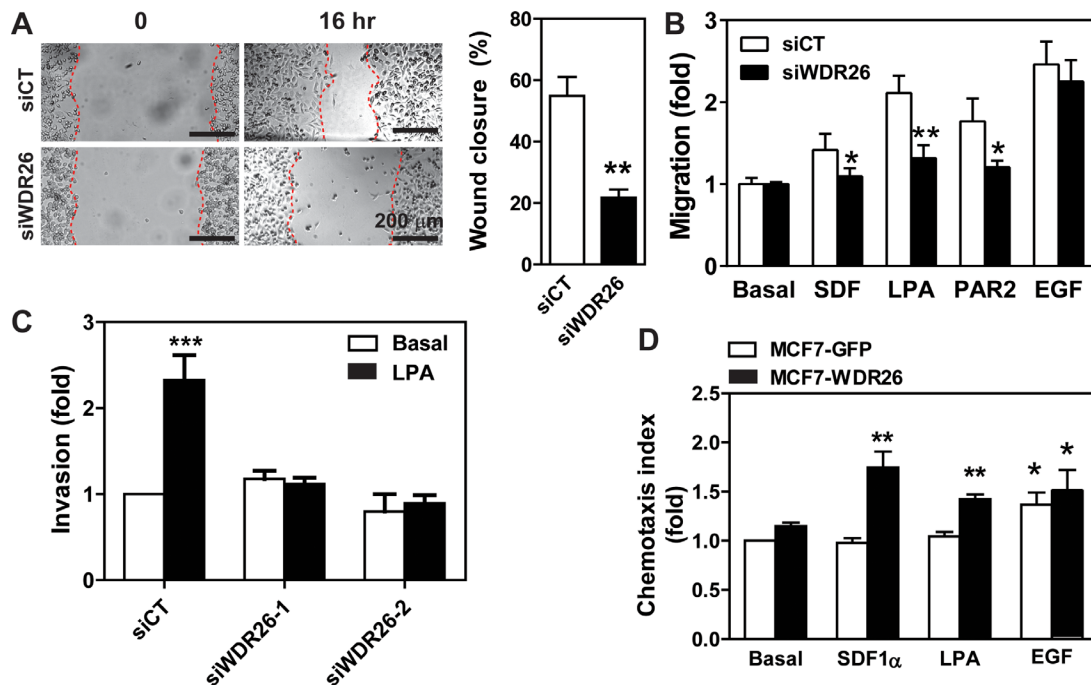 A
0
16 hr
siCT
siWDR26
200 μm
Wound closure (%)
80
60
40
20
0
**
siCT
siWDR26
B
siCT
siWDR26
Migration (fold)
3
2
1
0
*
**
*
Basal SDF LPA PAR2 EGF
C
Basal
LPA
Invasion (fold)
3
2
1
0
***
siCT
siWDR26-1
siWDR26-2
D
MCF7-GFP
MCF7-WDR26
Chemotaxis index
(fold)
2.5
2.0
1.5
1.0
0.5
0.0
**
**
*
*
Basal SDF1α LPA EGF